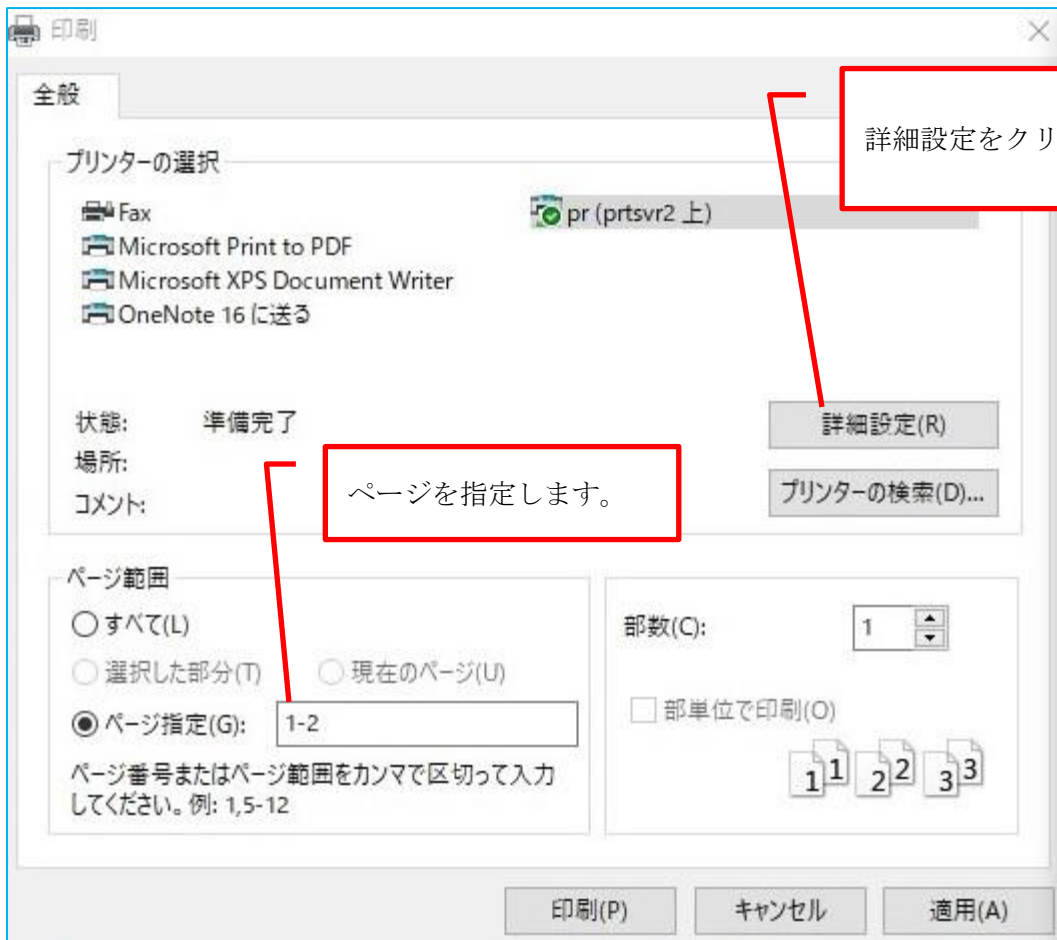 印刷
全般
詳細設定をクリ
プリンターの選択
Fax
pr (prtsvr2 上)
Microsoft Print to PDF
Microsoft XPS Document Writer
OneNote 16 に送る
状態: 準備完了
詳細設定(R)
場所:
ページを指定します。
プリンターの検索(D)...
コメント:
ページ範囲
すべて(L)
部数(C): 1
選択した部分(T) 現在のページ(U)
ページ指定(G): 1-2
部単位で印刷(O)
ページ番号またはページ範囲をカンマで区切って入力
してください。例: 1,5-12
1 1 2 2 3 3
印刷(P) キャンセル 適用(A)